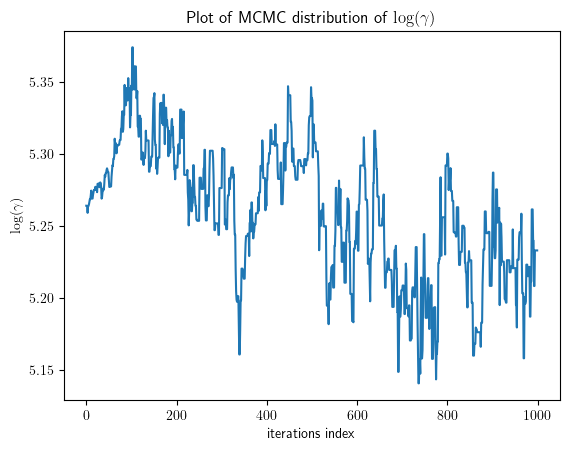 Plot of MCMC distribution of log(γ)
log(γ)
5.35
5.30
5.25
5.20
5.15
0 200 400 600 800 1000
iterations index